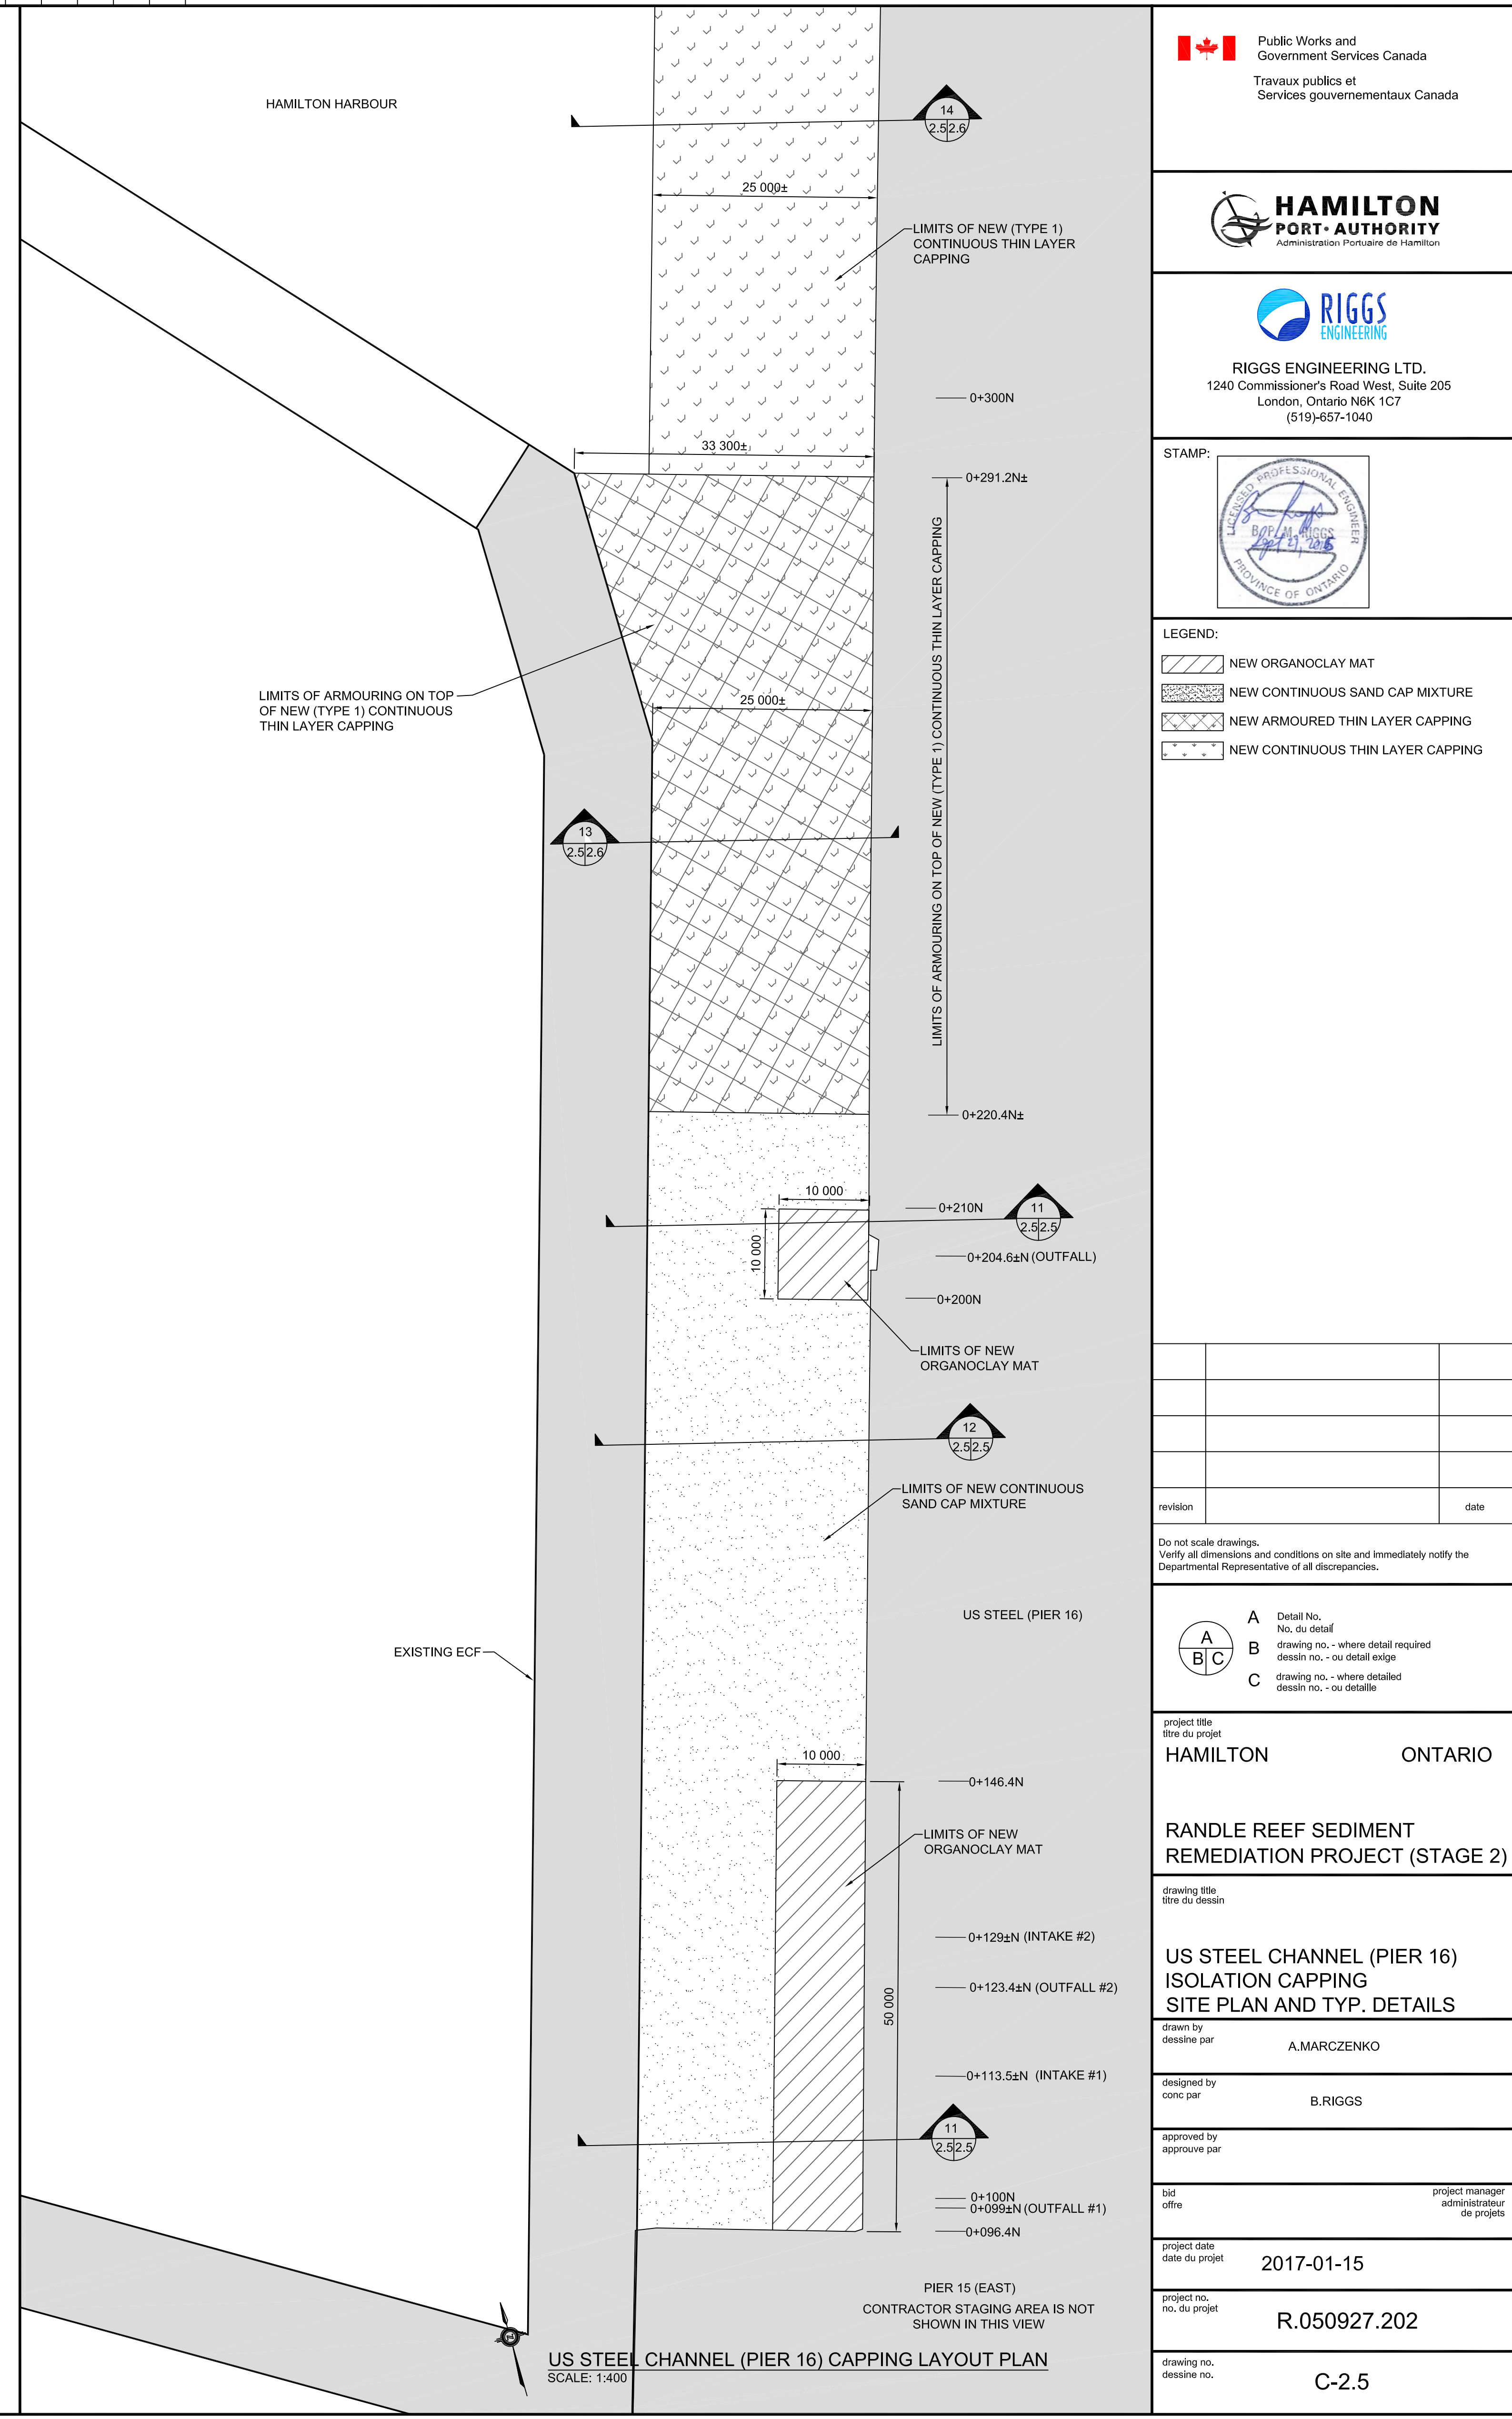 HAMILTON HARBOUR
14
2.5 2.6
25 000±
LIMITS OF NEW (TYPE 1)
CONTINUOUS THIN LAYER
CAPPING
0+300N
33 300±
0+291.2N±
LIMITS OF ARMOURING ON TOP OF NEW (TYPE 1) CONTINUOUS THIN LAYER CAPPING
LIMITS OF ARMOURING ON TOP
OF NEW (TYPE 1) CONTINUOUS
THIN LAYER CAPPING
25 000±
13
2.5 2.6
0+220.4N±
10 000
0+210N
11
2.5 2.5
10 000
0+204.6±N (OUTFALL)
0+200N
LIMITS OF NEW
ORGANOCLAY MAT
12
2.5 2.5
LIMITS OF NEW CONTINUOUS
SAND CAP MIXTURE
US STEEL (PIER 16)
EXISTING ECF
10 000
0+146.4N
LIMITS OF NEW
ORGANOCLAY MAT
0+129±N (INTAKE #2)
0+123.4±N (OUTFALL #2)
50 000
0+113.5±N (INTAKE #1)
11
2.5 2.5
0+100N
0+099±N (OUTFALL #1)
0+096.4N
PIER 15 (EAST)
CONTRACTOR STAGING AREA IS NOT
SHOWN IN THIS VIEW
US STEEL CHANNEL (PIER 16) CAPPING LAYOUT PLAN
SCALE: 1:400
Public Works and
Government Services Canada
Travaux publics et
Services gouvernementaux Canada
HAMILTON
PORT · AUTHORITY
Administration Portuaire de Hamilton
RIGGS
ENGINEERING
RIGGS ENGINEERING LTD.
1240 Commissioner's Road West, Suite 205
London, Ontario N6K 1C7
(519)-657-1040
STAMP:
LICENSED PROFESSIONAL ENGINEER
B. P. M. RIGGS
PROVINCE OF ONTARIO
LEGEND:
NEW ORGANOCLAY MAT
NEW CONTINUOUS SAND CAP MIXTURE
NEW ARMOURED THIN LAYER CAPPING
NEW CONTINUOUS THIN LAYER CAPPING
revision date
Do not scale drawings.
Verify all dimensions and conditions on site and immediately notify the
Departmental Representative of all discrepancies.
A
B C
A Detail No.
No. du detail
B drawing no. - where detail required
dessin no. - ou detail exige
C drawing no. - where detailed
dessin no. - ou detaille
project title
titre du projet
HAMILTON ONTARIO
RANDLE REEF SEDIMENT
REMEDIATION PROJECT (STAGE 2)
drawing title
titre du dessin
US STEEL CHANNEL (PIER 16)
ISOLATION CAPPING
SITE PLAN AND TYP. DETAILS
drawn by
dessine par
A.MARCZENKO
designed by
conc par
B.RIGGS
approved by
approuve par
bid
offre
project manager
administrateur
de projets
project date
date du projet
2017-01-15
project no.
no. du projet
R.050927.202
drawing no.
dessine no.
C-2.5